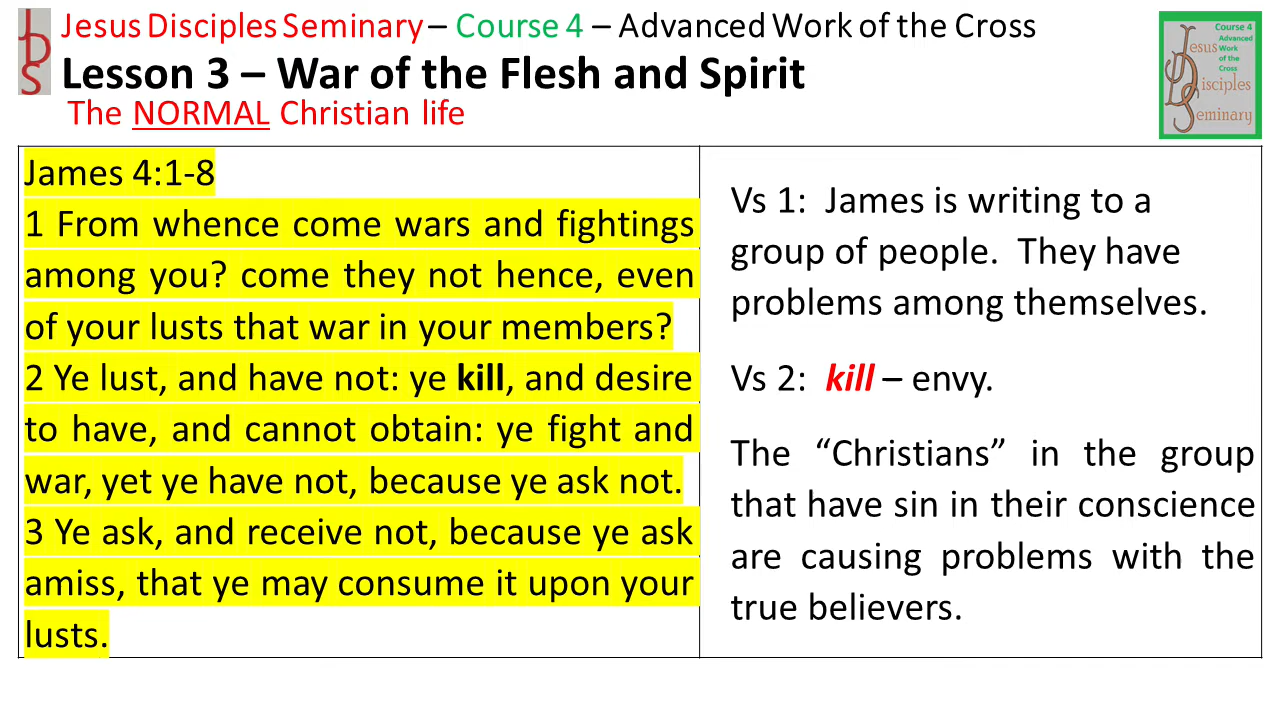 JDS
Jesus Disciples Seminary – Course 4 – Advanced Work of the Cross
Lesson 3 – War of the Flesh and Spirit
The NORMAL Christian life
Course 4
Advanced
Work
of the
Cross
Jesus
Disciples
Seminary
James 4:1-8
1 From whence come wars and fightings
among you? come they not hence, even
of your lusts that war in your members?
2 Ye lust, and have not: ye kill, and desire
to have, and cannot obtain: ye fight and
war, yet ye have not, because ye ask not.
3 Ye ask, and receive not, because ye ask
amiss, that ye may consume it upon your
lusts.
Vs 1: James is writing to a
group of people. They have
problems among themselves.
Vs 2: kill – envy.
The “Christians” in the group
that have sin in their conscience
are causing problems with the
true believers.